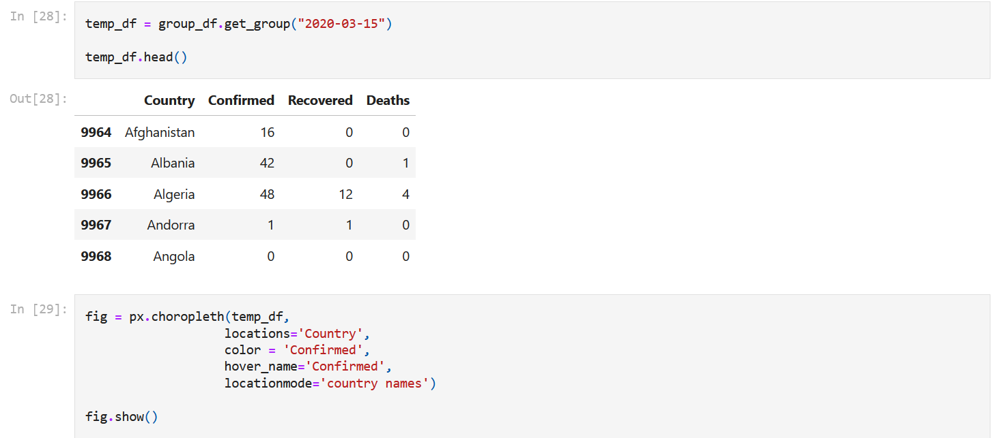 In [28]:
temp_df = group_df.get_group("2020-03-15")
temp_df.head()
Out[28]:
Country Confirmed Recovered Deaths
9964 Afghanistan 16 0 0
9965 Albania 42 0 1
9966 Algeria 48 12 4
9967 Andorra 1 1 0
9968 Angola 0 0 0
In [29]:
fig = px.choropleth(temp_df,
locations='Country',
color = 'Confirmed',
hover_name='Confirmed',
locationmode='country names')
fig.show()